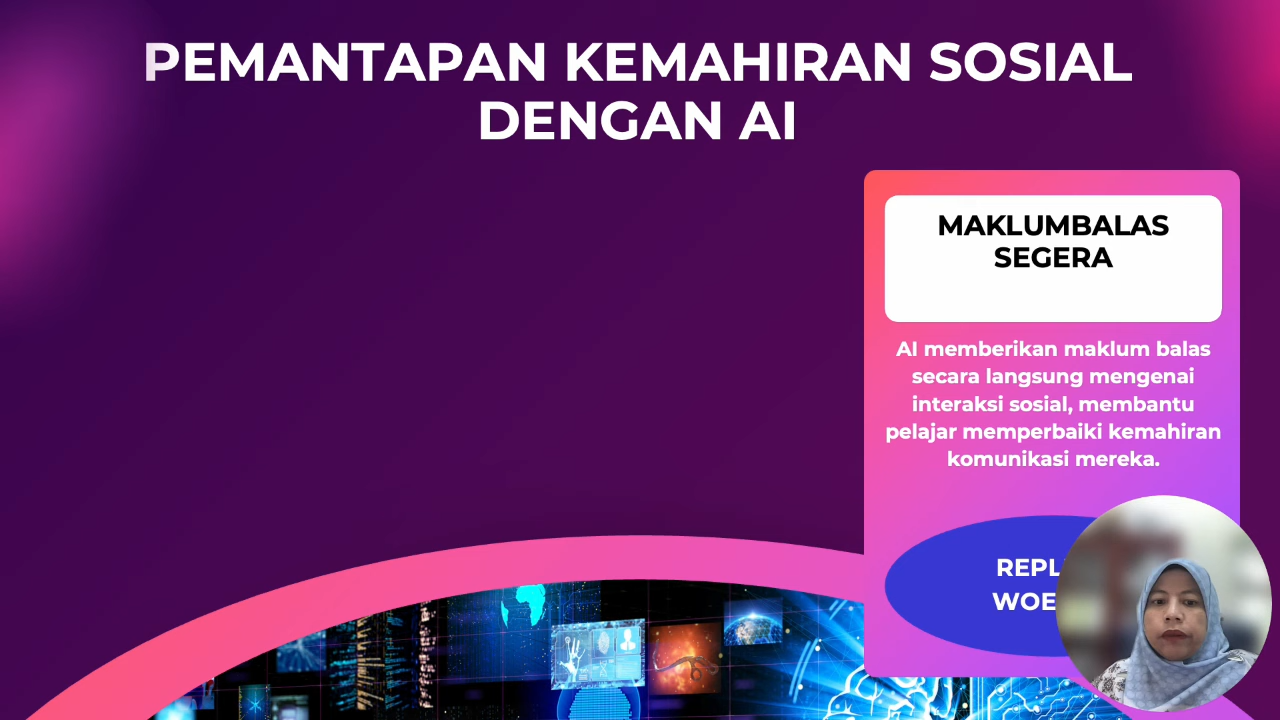 PEMANTAPAN KEMAHIRAN SOSIAL
DENGAN AI
MAKLUMBALAS
SEGERA
AI memberikan maklum balas
secara langsung mengenai
interaksi sosial, membantu
pelajar memperbaiki kemahiran
komunikasi mereka.